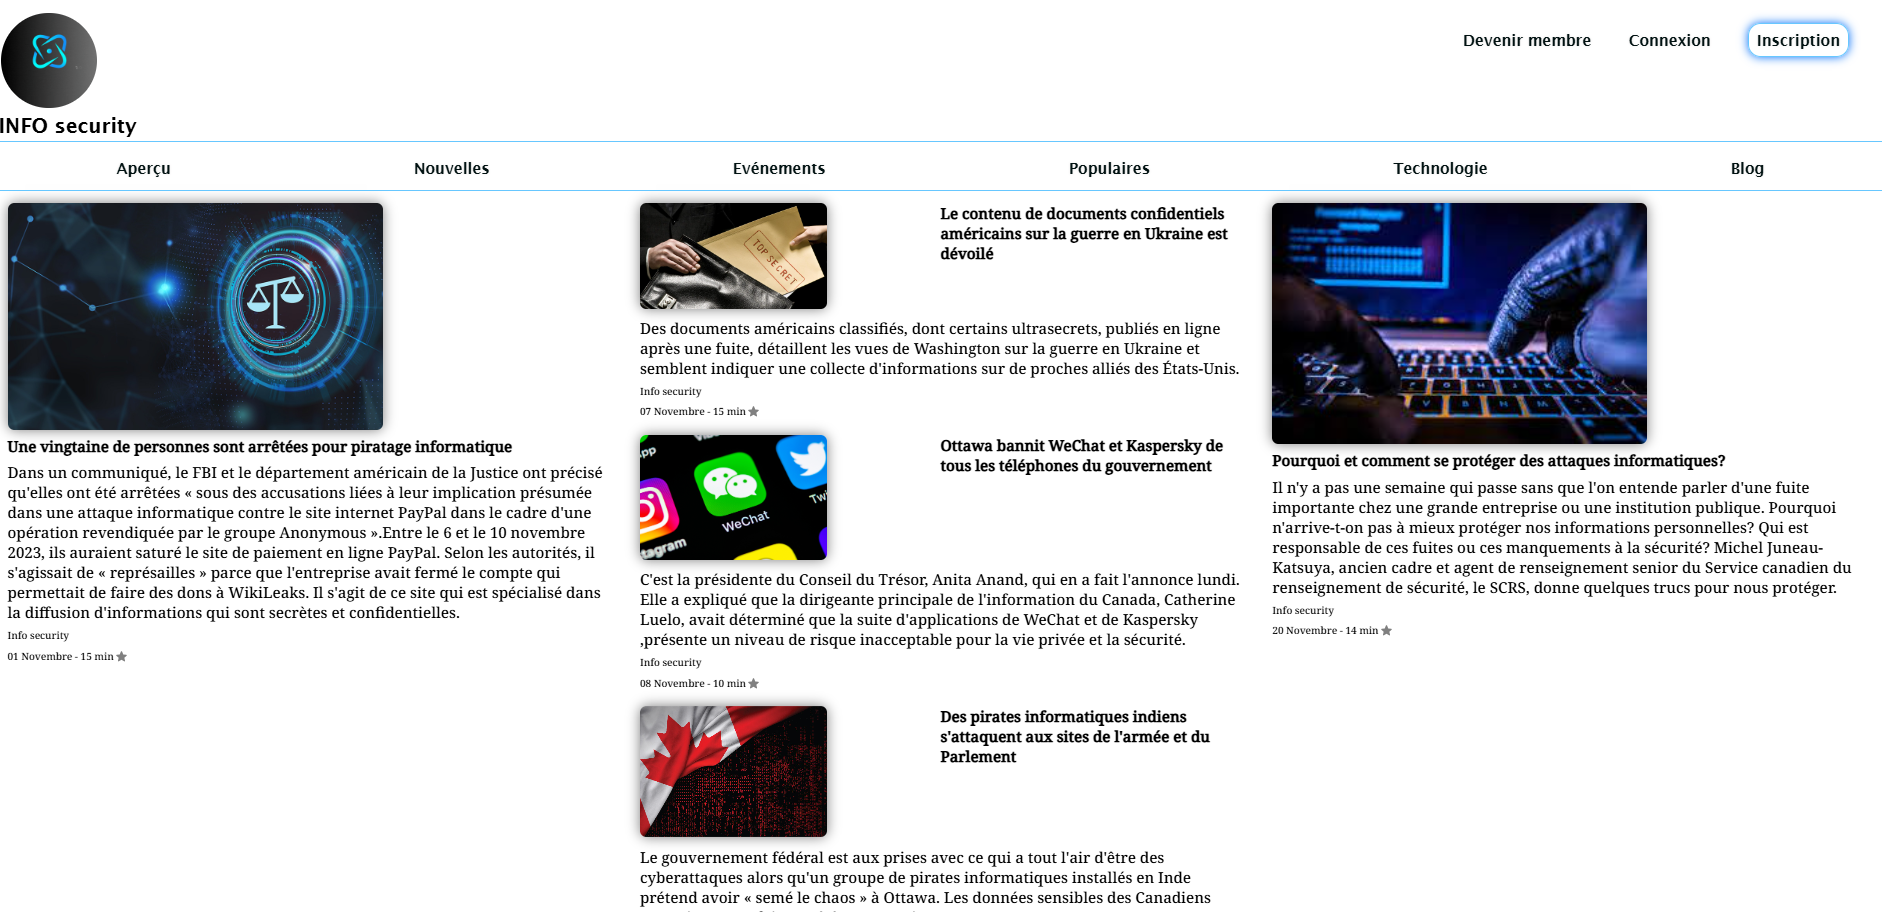 Devenir membre
Connexion
Inscription
INFO security
Aperçu
Nouvelles
Evénements
Populaires
Technologie
Blog
Une vingtaine de personnes sont arrêtées pour piratage informatique
Dans un communiqué, le FBI et le département américain de la Justice ont précisé
qu'elles ont été arrêtées « sous des accusations liées à leur implication présumée
dans une attaque informatique contre le site internet PayPal dans le cadre d'une
opération revendiquée par le groupe Anonymous ».Entre le 6 et le 10 novembre
2023, ils auraient saturé le site de paiement en ligne PayPal. Selon les autorités, il
s'agissait de « représailles » parce que l'entreprise avait fermé le compte qui
permettait de faire des dons à WikiLeaks. Il s'agit de ce site qui est spécialisé dans
la diffusion d'informations qui sont secrètes et confidentielles.
Info security
01 Novembre - 15 min
TOP SECRET
Le contenu de documents confidentiels
américains sur la guerre en Ukraine est
dévoilé
Des documents américains classifiés, dont certains ultrasecrets, publiés en ligne
après une fuite, détaillent les vues de Washington sur la guerre en Ukraine et
semblent indiquer une collecte d'informations sur de proches alliés des États-Unis.
Info security
07 Novembre - 15 min
WeChat
Ottawa bannit WeChat et Kaspersky de
tous les téléphones du gouvernement
C'est la présidente du Conseil du Trésor, Anita Anand, qui en a fait l'annonce lundi.
Elle a expliqué que la dirigeante principale de l'information du Canada, Catherine
Luelo, avait déterminé que la suite d'applications de WeChat et de Kaspersky
,présente un niveau de risque inacceptable pour la vie privée et la sécurité.
Info security
08 Novembre - 10 min
Des pirates informatiques indiens
s'attaquent aux sites de l'armée et du
Parlement
Le gouvernement fédéral est aux prises avec ce qui a tout l'air d'être des
cyberattaques alors qu'un groupe de pirates informatiques installés en Inde
prétend avoir « semé le chaos » à Ottawa. Les données sensibles des Canadiens
Pourquoi et comment se protéger des attaques informatiques?
Il n'y a pas une semaine qui passe sans que l'on entende parler d'une fuite
importante chez une grande entreprise ou une institution publique. Pourquoi
n'arrive-t-on pas à mieux protéger nos informations personnelles? Qui est
responsable de ces fuites ou ces manquements à la sécurité? Michel Juneau-
Katsuya, ancien cadre et agent de renseignement senior du Service canadien du
renseignement de sécurité, le SCRS, donne quelques trucs pour nous protéger.
Info security
20 Novembre - 14 min